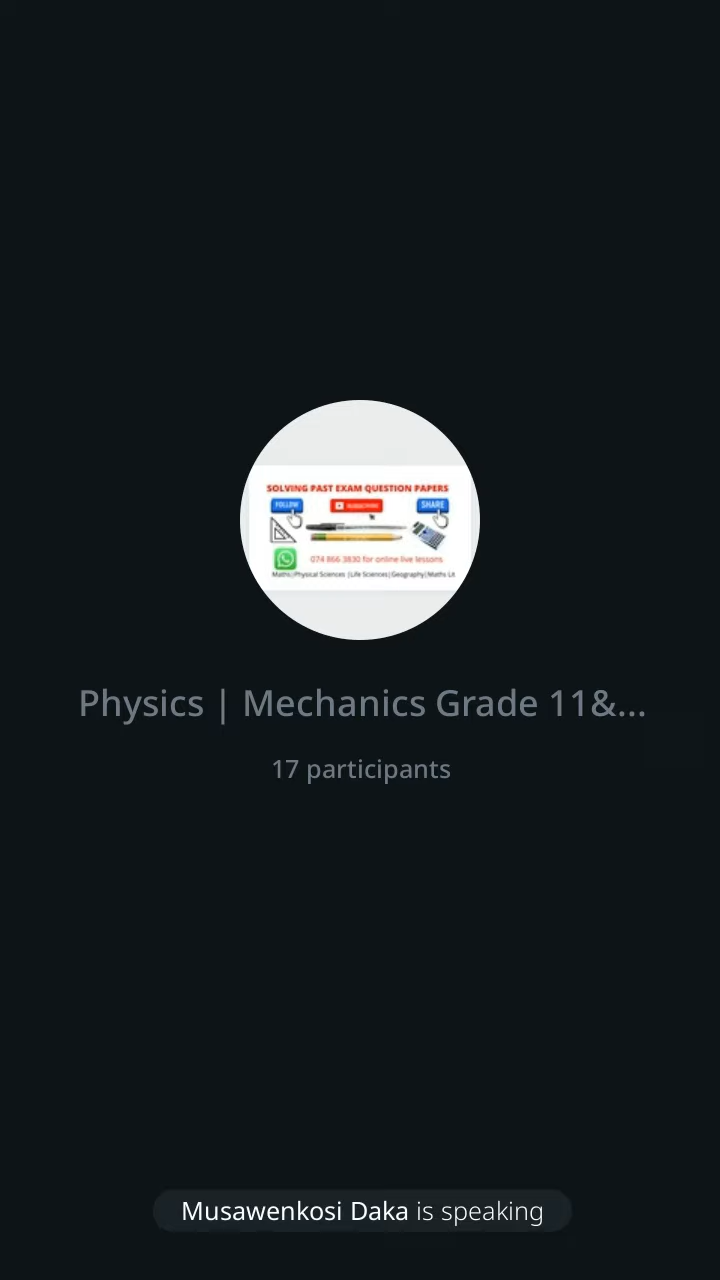 SOLVING PAST EXAM QUESTION PAPERS
FOLLOW
SUBSCRIBE
SHARE
074 866 3830 for online live lessons
Maths|Physical Sciences |Life Sciences|Geography|Maths Lit
Physics | Mechanics Grade 11&...
17 participants
Musawenkosi Daka is speaking